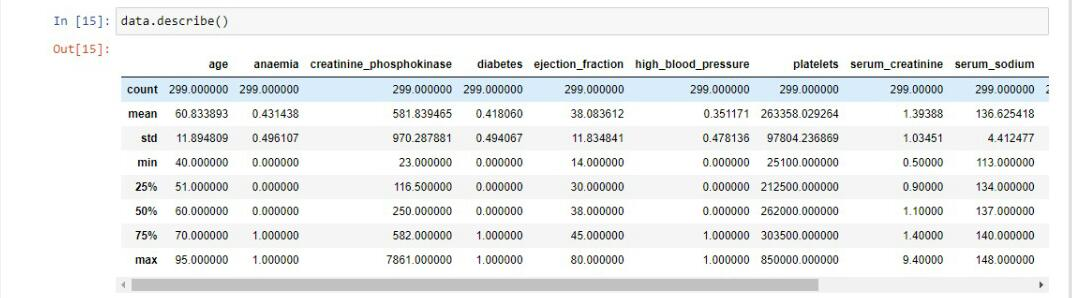 In [15]: data.describe()
Out[15]:
age anaemia creatinine_phosphokinase diabetes ejection_fraction high_blood_pressure platelets serum_creatinine serum_sodium
count 299.000000 299.000000 299.000000 299.000000 299.000000 299.000000 299.000000 299.00000 299.000000 2
mean 60.833893 0.431438 581.839465 0.418060 38.083612 0.351171 263358.029264 1.39388 136.625418
std 11.894809 0.496107 970.287881 0.494067 11.834841 0.478136 97804.236869 1.03451 4.412477
min 40.000000 0.000000 23.000000 0.000000 14.000000 0.000000 25100.000000 0.50000 113.000000
25% 51.000000 0.000000 116.500000 0.000000 30.000000 0.000000 212500.000000 0.90000 134.000000
50% 60.000000 0.000000 250.000000 0.000000 38.000000 0.000000 262000.000000 1.10000 137.000000
75% 70.000000 1.000000 582.000000 1.000000 45.000000 1.000000 303500.000000 1.40000 140.000000
max 95.000000 1.000000 7861.000000 1.000000 80.000000 1.000000 850000.000000 9.40000 148.000000